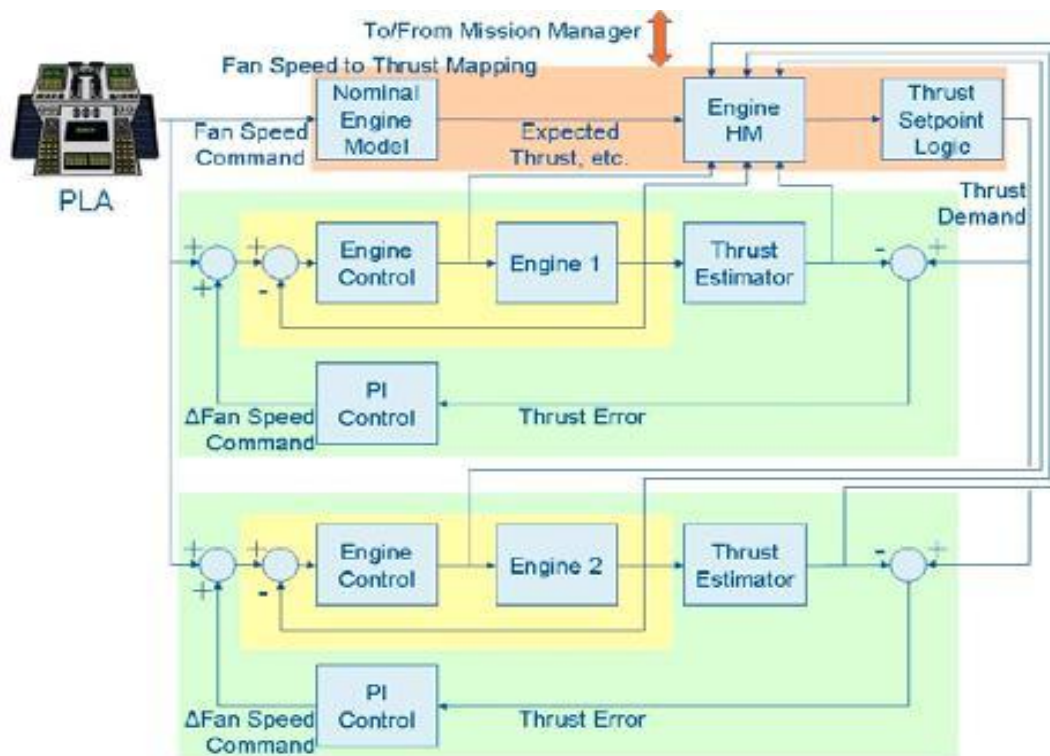 To/From Mission Manager
Fan Speed to Thrust Mapping
Nominal
Engine
Model
Engine
HM
Thrust
Setpoint
Logic
Fan Speed
Command
Expected
Thrust, etc.
PLA
Thrust
Demand
+
+
+
-
Engine
Control
Engine 1
Thrust
Estimator
-
+
PI
Control
ΔFan Speed
Command
Thrust Error
+
+
+
-
Engine
Control
Engine 2
Thrust
Estimator
-
+
PI
Control
ΔFan Speed
Command
Thrust Error